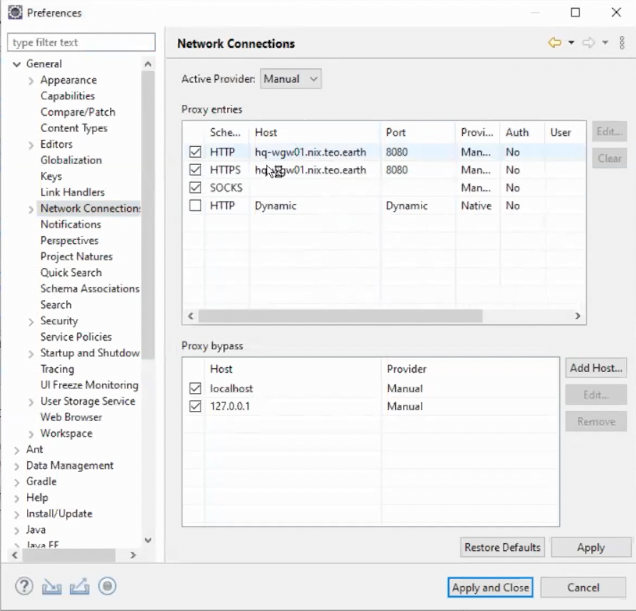 Preferences
type filter text
Network Connections
General
Appearance
Capabilities
Compare/Patch
Content Types
Editors
Globalization
Keys
Link Handlers
Network Connections
Notifications
Perspectives
Project Natures
Quick Search
Schema Associations
Search
Security
Service Policies
Startup and Shutdow
Tracing
UI Freeze Monitoring
User Storage Service
Web Browser
Workspace
Ant
Data Management
Gradle
Help
Install/Update
Java
Java EE
Active Provider: Manual
Proxy entries
Sche... Host Port Provi... Auth User
HTTP hq-wgw01.nix.teo.earth 8080 Man... No
HTTPS hq-wgw01.nix.teo.earth 8080 Man... No
SOCKS Man... No
HTTP Dynamic Dynamic Native No
Edit...
Clear
Proxy bypass
Host Provider
localhost Manual
127.0.0.1 Manual
Add Host...
Edit...
Remove
Restore Defaults Apply
Apply and Close Cancel